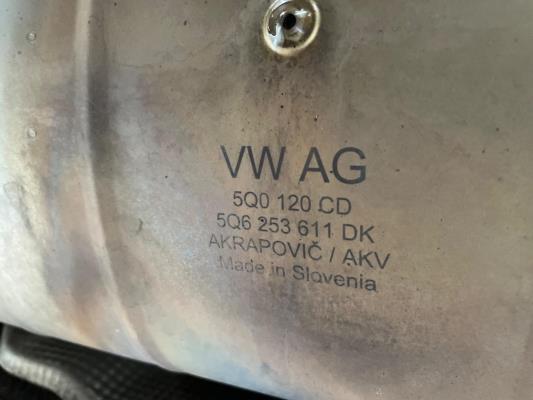 VW AG
5Q0 120 CD
5Q6 253 611 DK
AKRAPOVIČ / AKV
Made in Slovenia